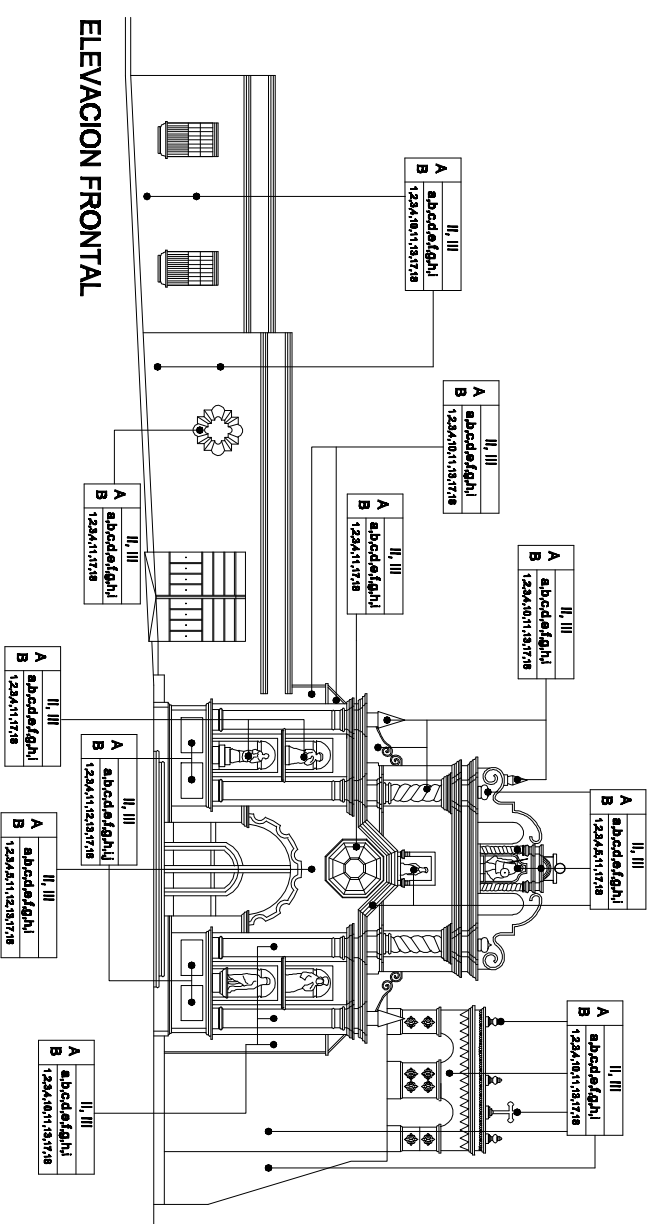 II, III
A a,b,c,d,e,f,g,h,i
B 1,2,3,4,5,11,17,18
II, III
A a,b,c,d,e,f,g,h,i
B 1,2,3,4,10,11,13,17,18
II, III
A a,b,c,d,e,f,g,h,i
B 1,2,3,4,10,11,13,17,18
II, III
A a,b,c,d,e,f,g,h,i
B 1,2,3,4,10,11,13,17,18
II, III
A a,b,c,d,e,f,g,h,i
B 1,2,3,4,10,11,13,17,18
II, III
A a,b,c,d,e,f,g,h,i
B 1,2,3,4,11,17,18
II, III
A a,b,c,d,e,f,g,h,i
B 1,2,3,4,11,17,18
II, III
A a,b,c,d,e,f,g,h,i,j
B 1,2,3,4,11,12,13,17,18
ELEVACION FRONTAL
II, III
A a,b,c,d,e,f,g,h,i
B 1,2,3,4,10,11,13,17,18
II, III
A a,b,c,d,e,f,g,h,i
B 1,2,3,4,11,17,18
II, III
A a,b,c,d,e,f,g,h,i
B 1,2,3,4,5,11,12,13,17,18